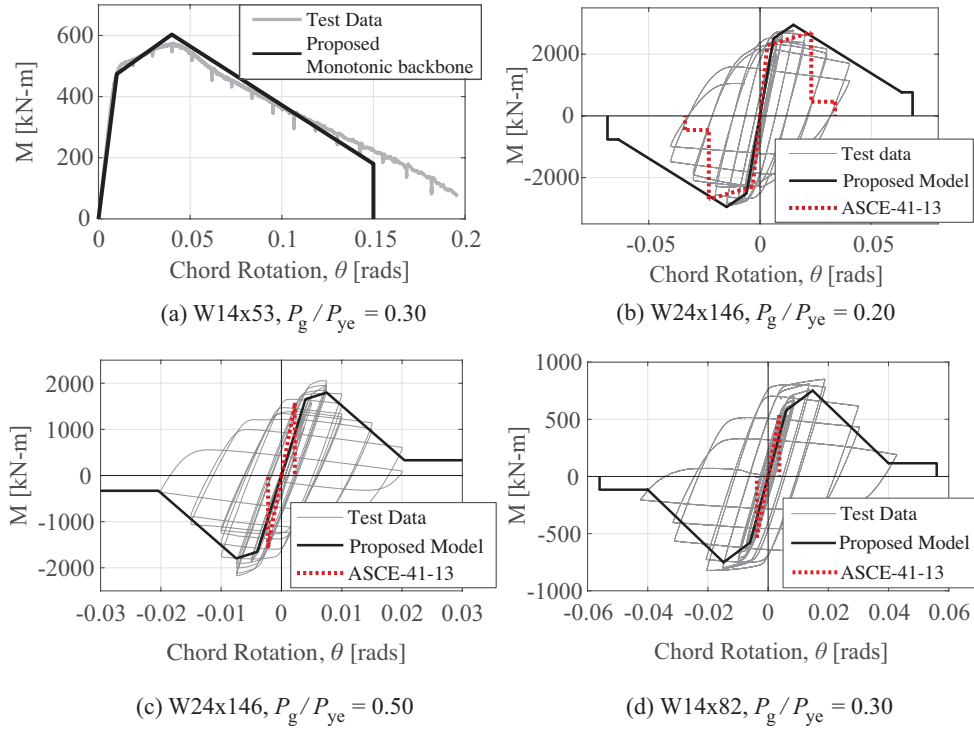 600
400
200
0
M [kN-m]
Test Data
Proposed
Monotonic backbone
0 0.05 0.1 0.15 0.2
Chord Rotation, θ [rads]
(a) W14x53, Pg / Pye = 0.30
2000
0
-2000
M [kN-m]
Test data
Proposed Model
ASCE-41-13
-0.05 0 0.05
Chord Rotation, θ [rads]
(b) W24x146, Pg / Pye = 0.20
2000
1000
0
-1000
-2000
M [kN-m]
Test Data
Proposed Model
ASCE-41-13
-0.03 -0.02 -0.01 0 0.01 0.02 0.03
Chord Rotation, θ [rads]
(c) W24x146, Pg / Pye = 0.50
1000
500
0
-500
-1000
M [kN-m]
Test Data
Proposed Model
ASCE-41-13
-0.06 -0.04 -0.02 0 0.02 0.04 0.06
Chord Rotation, θ [rads]
(d) W14x82, Pg / Pye = 0.30